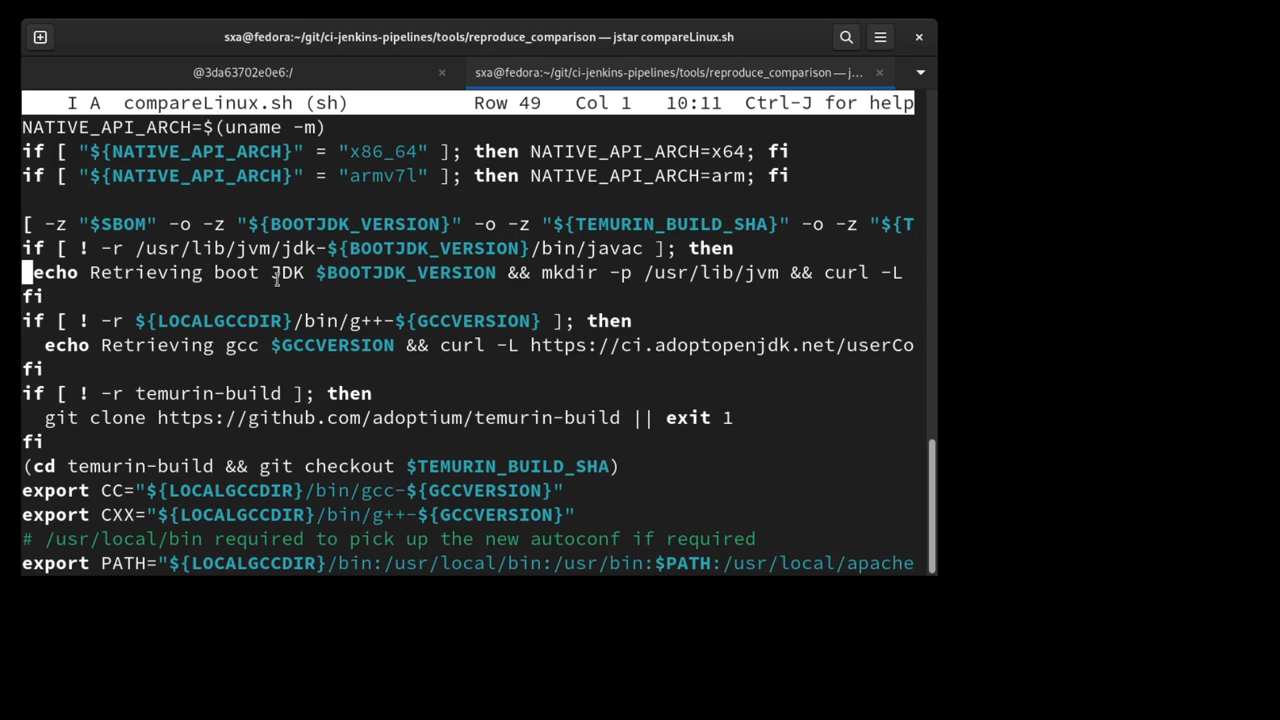 sxa@fedora:~/git/ci-jenkins-pipelines/tools/reproduce_comparison — jstar compareLinux.sh
@3da63702e0e6:/
sxa@fedora:~/git/ci-jenkins-pipelines/tools/reproduce_comparison — j...
I A compareLinux.sh (sh) Row 49 Col 1 10:11 Ctrl-J for help
NATIVE_API_ARCH=$(uname -m)
if [ "${NATIVE_API_ARCH}" = "x86_64" ]; then NATIVE_API_ARCH=x64; fi
if [ "${NATIVE_API_ARCH}" = "armv7l" ]; then NATIVE_API_ARCH=arm; fi
[ -z "$SBOM" -o -z "${BOOTJDK_VERSION}" -o -z "${TEMURIN_BUILD_SHA}" -o -z "${T
if [ ! -r /usr/lib/jvm/jdk-${BOOTJDK_VERSION}/bin/javac ]; then
echo Retrieving boot JDK $BOOTJDK_VERSION && mkdir -p /usr/lib/jvm && curl -L
fi
if [ ! -r ${LOCALGCCDIR}/bin/g++-${GCCVERSION} ]; then
echo Retrieving gcc $GCCVERSION && curl -L https://ci.adoptopenjdk.net/userCo
fi
if [ ! -r temurin-build ]; then
git clone https://github.com/adoptium/temurin-build || exit 1
fi
(cd temurin-build && git checkout $TEMURIN_BUILD_SHA)
export CC="${LOCALGCCDIR}/bin/gcc-${GCCVERSION}"
export CXX="${LOCALGCCDIR}/bin/g++-${GCCVERSION}"
# /usr/local/bin required to pick up the new autoconf if required
export PATH="${LOCALGCCDIR}/bin:/usr/local/bin:/usr/bin:$PATH:/usr/local/apache